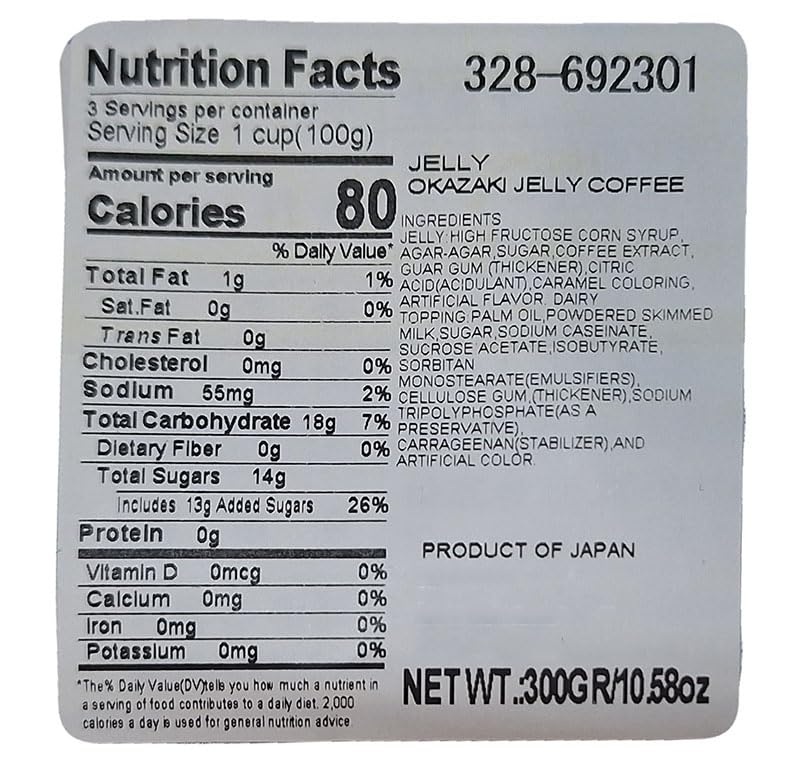 Nutrition Facts
3 Servings per container
Serving Size 1 cup(100g)
Amount per serving
Calories 80
% Daily Value*
Total Fat 1g 1%
Sat.Fat 0g 0%
Trans Fat 0g
Cholesterol 0mg 0%
Sodium 55mg 2%
Total Carbohydrate 18g 7%
Dietary Fiber 0g 0%
Total Sugars 14g
Includes 13g Added Sugars 26%
Protein 0g
Vitamin D 0mcg 0%
Calcium 0mg 0%
Iron 0mg 0%
Potassium 0mg 0%
*The% Daily Value(DV)tells you how much a nutrient in
a serving of food contributes to a daily diet. 2,000
calories a day is used for general nutrition advice
328-692301
JELLY
OKAZAKI JELLY COFFEE
INGREDIENTS
JELLY:HIGH FRUCTOSE CORN SYRUP,
AGAR-AGAR,SUGAR,COFFEE EXTRACT,
GUAR GUM (THICKENER),CITRIC
ACID(ACIDULANT),CARAMEL COLORING,
ARTIFICIAL FLAVOR. DAIRY
TOPPING:PALM OIL,POWDERED SKIMMED
MILK,SUGAR,SODIUM CASEINATE,
SUCROSE ACETATE,ISOBUTYRATE,
SORBITAN
MONOSTEARATE(EMULSIFIERS),
CELLULOSE GUM,(THICKENER),SODIUM
TRIPOLYPHOSPHATE(AS A
PRESERVATIVE),
CARRAGEENAN(STABILIZER),AND
ARTIFICIAL COLOR.
PRODUCT OF JAPAN
NET WT.:300GR/10.58oz